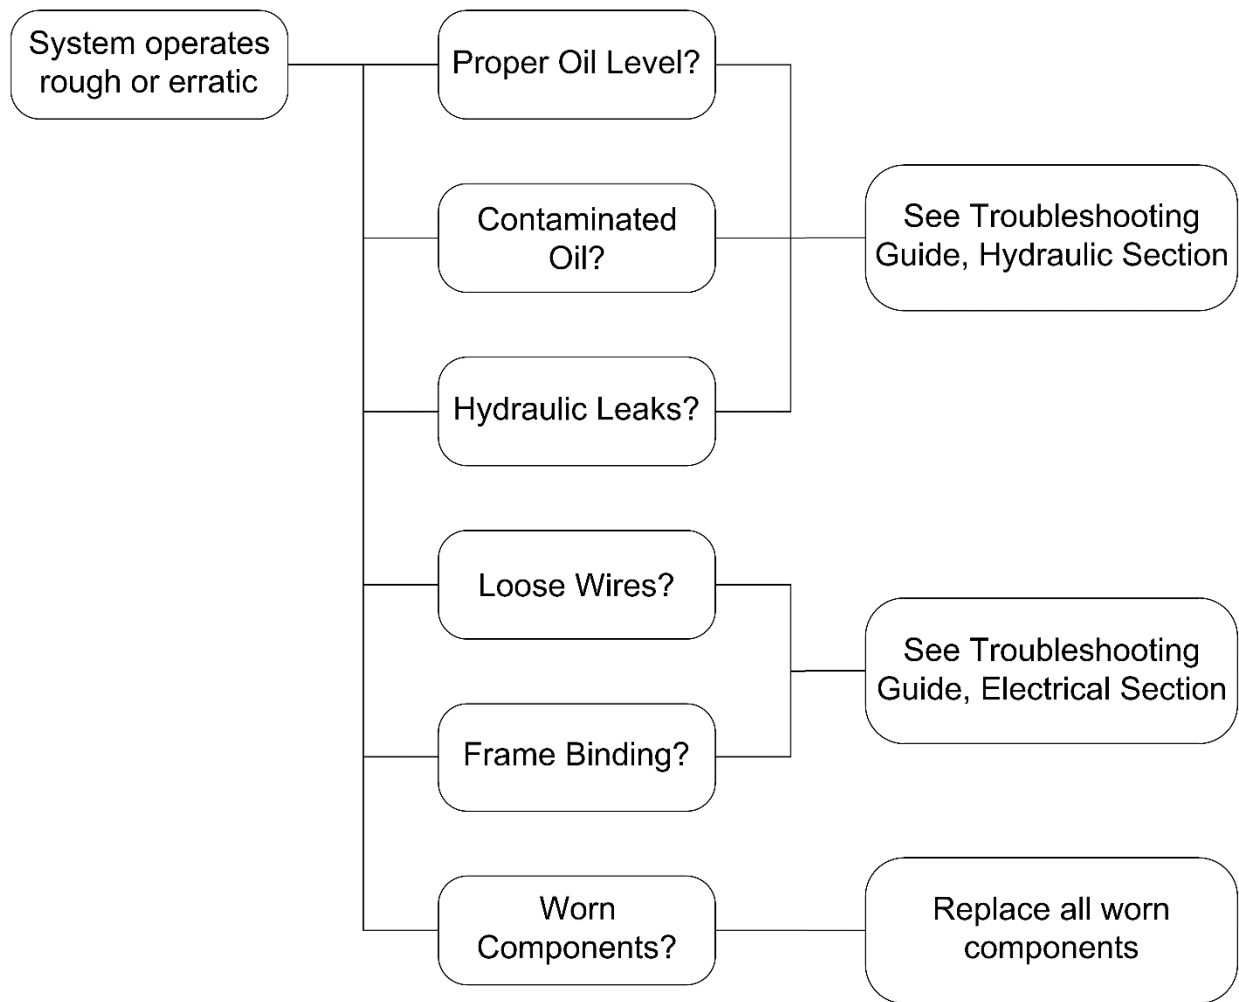 System operates
rough or erratic
Proper Oil Level?
Contaminated
Oil?
See Troubleshooting
Guide, Hydraulic Section
Hydraulic Leaks?
Loose Wires?
See Troubleshooting
Guide, Electrical Section
Frame Binding?
Worn
Components?
Replace all worn
components